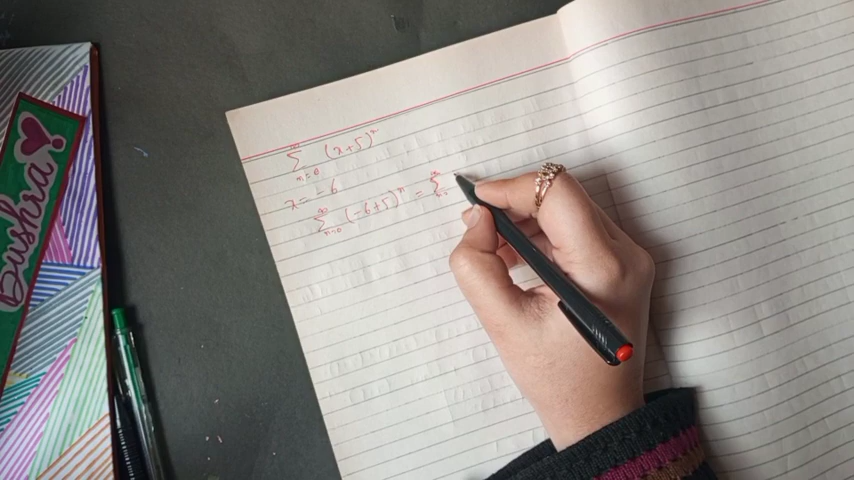 ∑_{n=0}^{∞} (x+5)^n
x = -6
∑_{n=0}^{∞} (-6+5)^n = ∑^{∞}
Bushra